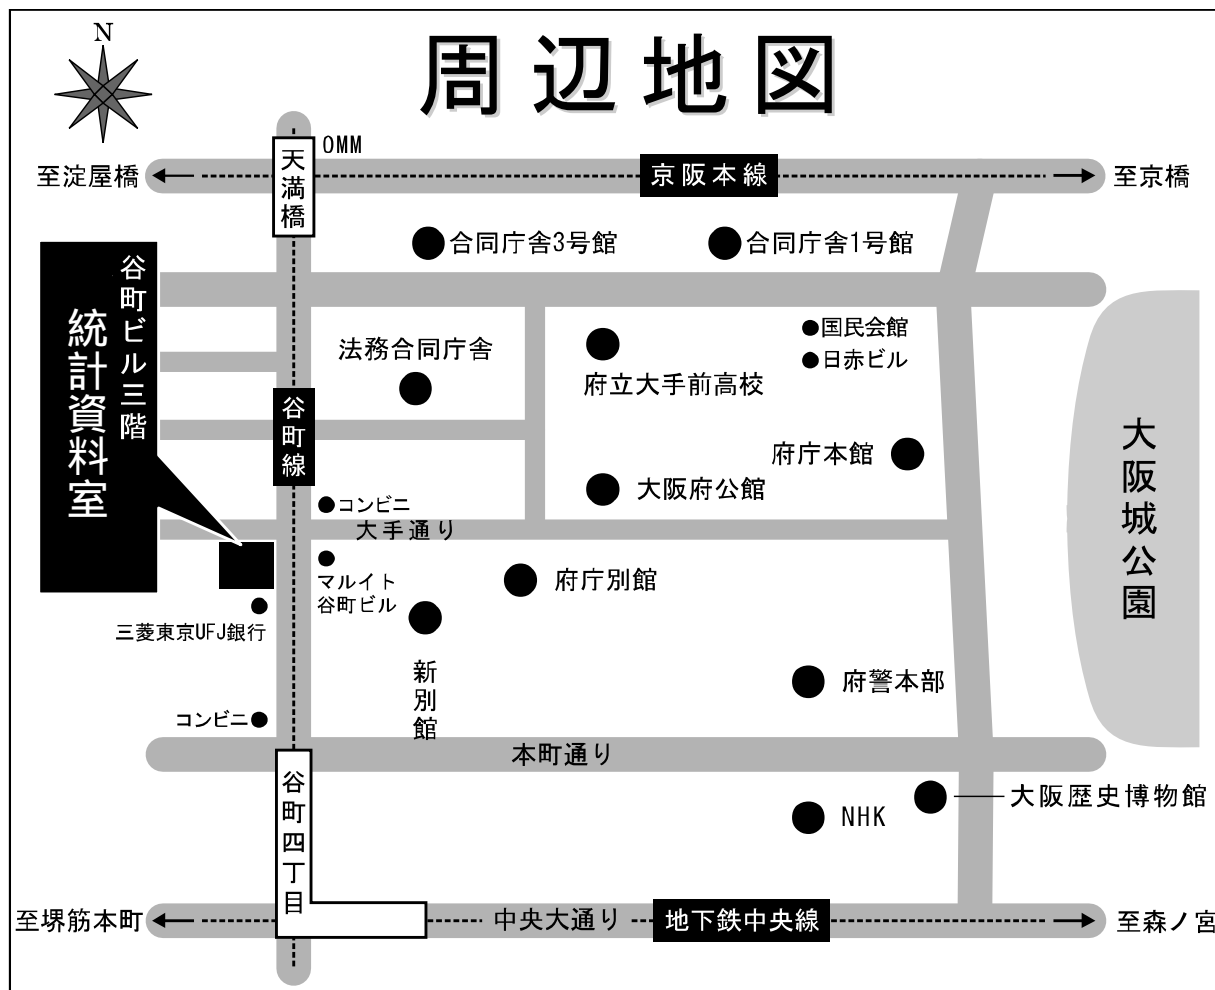 N
周辺地図
OMM
天満橋
至淀屋橋
京阪本線
至京橋
合同庁舎3号館
合同庁舎1号館
谷町ビル三階
統計資料室
国民会館
日赤ビル
法務合同庁舎
府立大手前高校
谷町線
府庁本館
大阪城公園
大阪府公館
コンビニ
大手通り
マルイト
谷町ビル
府庁別館
三菱東京UFJ銀行
新別館
府警本部
コンビニ
本町通り
谷町四丁目
大阪歴史博物館
NHK
至堺筋本町
中央大通り
地下鉄中央線
至森ノ宮